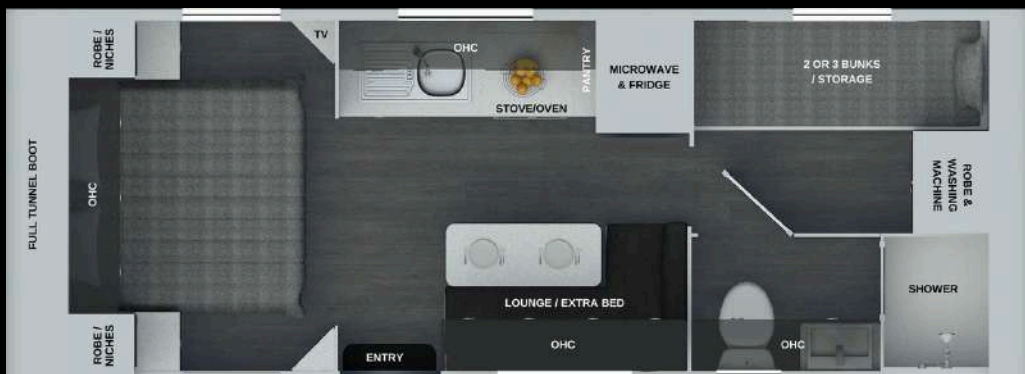 FULL TUNNEL BOOT
ROBE /
NICHES
OHC
ROBE /
NICHES
TV
OHC
STOVE/OVEN
PANTRY
MICROWAVE
& FRIDGE
2 OR 3 BUNKS
/ STORAGE
ROBE &
WASHING
MACHINE
LOUNGE / EXTRA BED
OHC
ENTRY
OHC
SHOWER